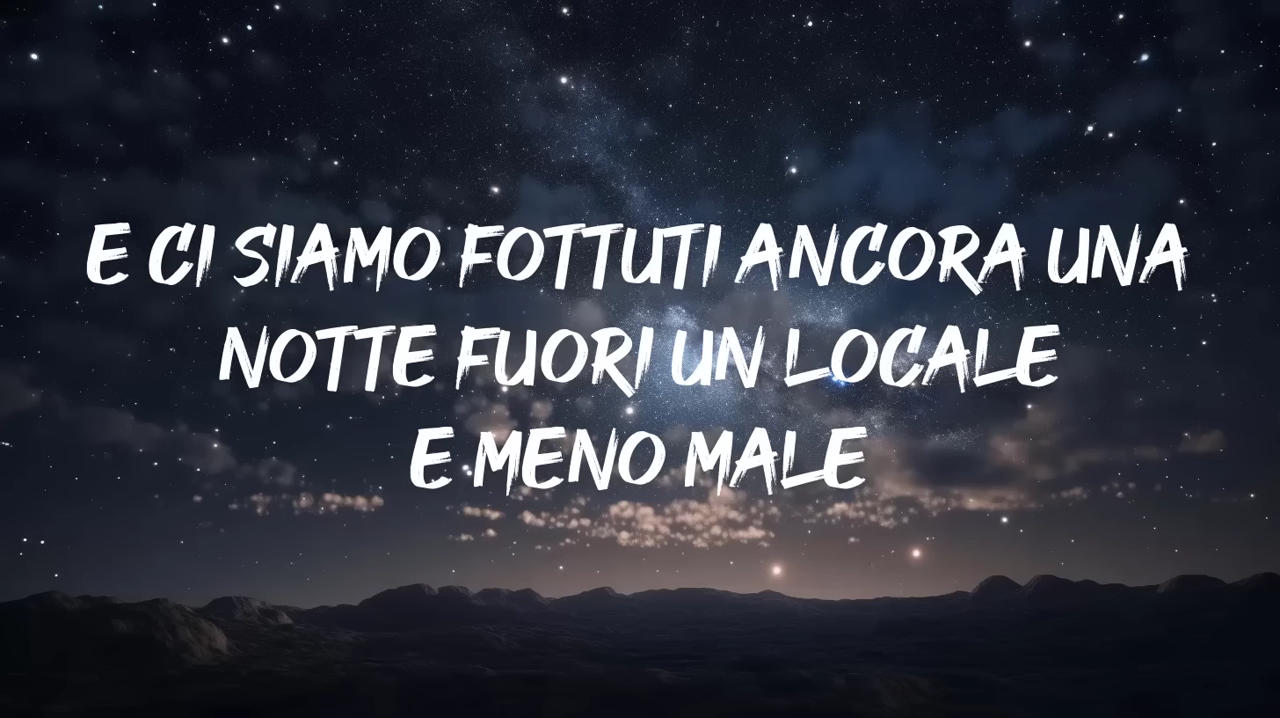 E CI SIAMO FOTTUTI ANCORA UNA
NOTTE FUORI UN LOCALE
E MENO MALE